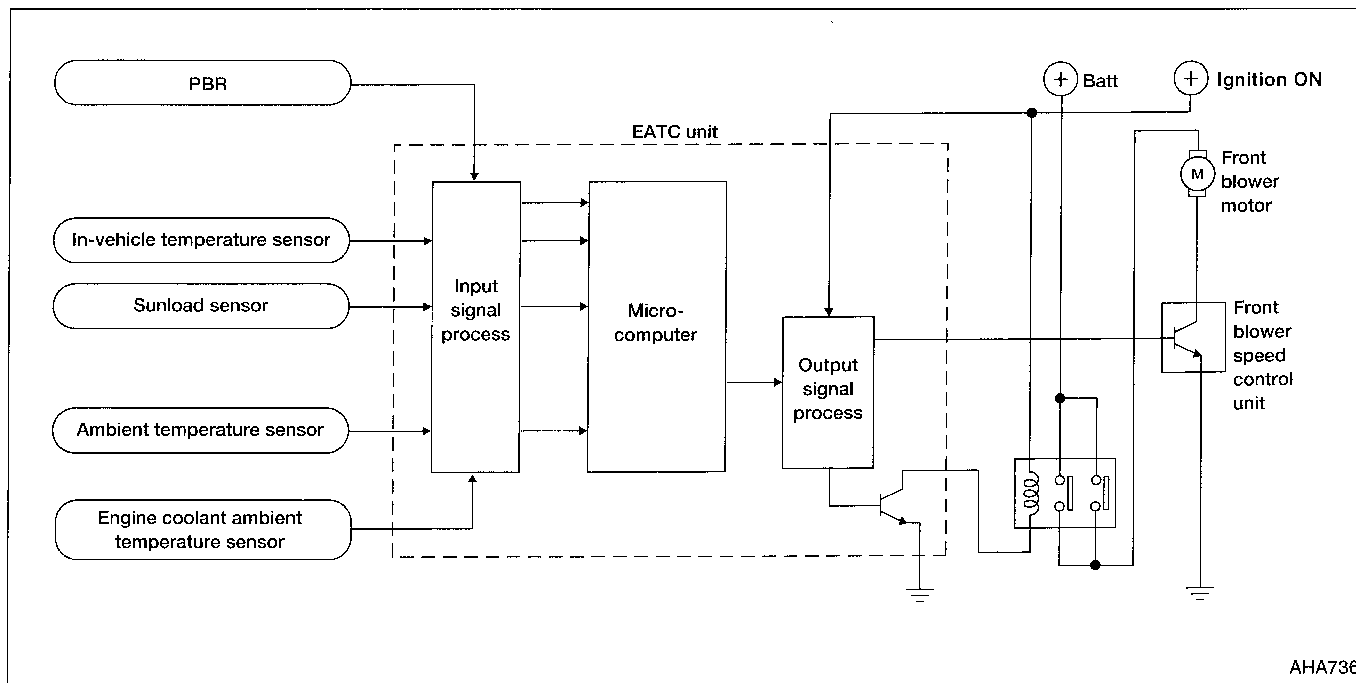 PBR
Batt
Ignition ON
EATC unit
Front
blower
motor
M
In-vehicle temperature sensor
Sunload sensor
Input
signal
process
Micro-
computer
Front
blower
speed
control
unit
Output
signal
process
Ambient temperature sensor
Engine coolant ambient
temperature sensor
AHA736